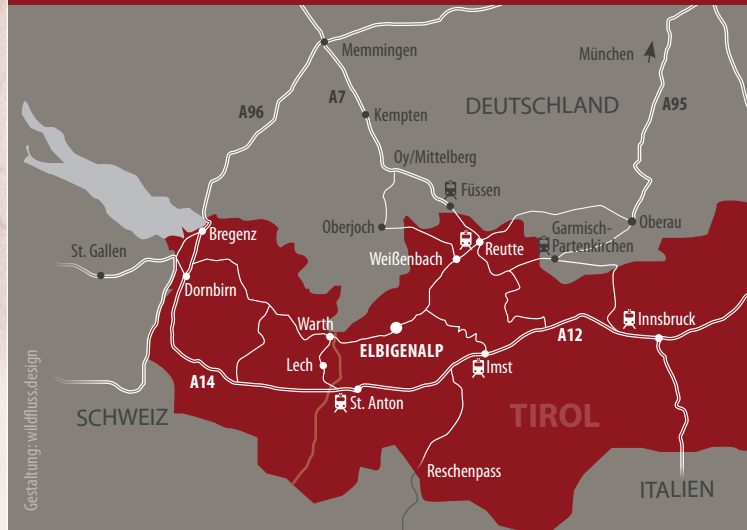 Memmingen
München
A96
A7
DEUTSCHLAND
A95
Kempten
Oy/Mittelberg
Füssen
Oberjoch
Oberau
Garmisch-
Partenkirchen
Bregenz
Reutte
St. Gallen
Weißenbach
Dornbirn
Warth
Innsbruck
ELBIGENALP
A12
Lech
Imst
A14
St. Anton
SCHWEIZ
TIROL
Reschenpass
ITALIEN
Gestaltung: wildfluss.design